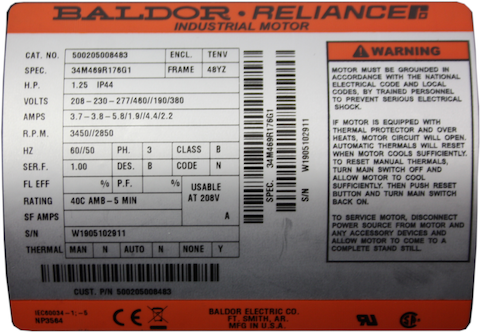 BALDOR • RELIANCE
INDUSTRIAL MOTOR
CAT. NO. 500205008483 ENCL. TENV
SPEC. 34M469R176G1 FRAME 48YZ
H.P. 1.25 IP44
VOLTS 208-230-277/460//190/380
AMPS 3.7-3.8-5.8/1.9//4.4/2.2
R.P.M. 3450//2850
HZ 60//50 PH. 3 CLASS B
SER.F. 1.00 DES. B CODE N
FL EFF % P.F. % USABLE AT 208V
RATING 40C AMB-5 MIN
SF AMPS A
S/N W1905102911
THERMAL MAN N AUTO N NONE Y
CUST. P/N 500205008483
SPEC. 34M469R176G1
S/N W1905102911
WARNING
MOTOR MUST BE GROUNDED IN
ACCORDANCE WITH THE NATIONAL
ELECTRICAL CODE AND LOCAL
CODES, BY TRAINED PERSONNEL
TO PREVENT SERIOUS ELECTRICAL
SHOCK.
IF MOTOR IS EQUIPPED WITH
THERMAL PROTECTOR AND OVER
HEATS, MOTOR CIRCUIT WILL OPEN.
AUTOMATIC THERMALS WILL RESET
WHEN MOTOR COOLS SUFFICIENTLY.
TO RESET MANUAL THERMALS,
TURN MAIN SWITCH OFF AND
ALLOW MOTOR TO COOL
SUFFICIENTLY. THEN PUSH RESET
BUTTON AND TURN MAIN SWITCH
BACK ON.
TO SERVICE MOTOR, DISCONNECT
POWER SOURCE FROM MOTOR AND
ANY ACCESSORY DEVICES AND
ALLOW MOTOR TO COME TO A
COMPLETE STAND STILL.
IEC60034-1;-5
NP3584
CE
BALDOR ELECTRIC CO.
FT. SMITH, AR.
MFG. IN U.S.A.